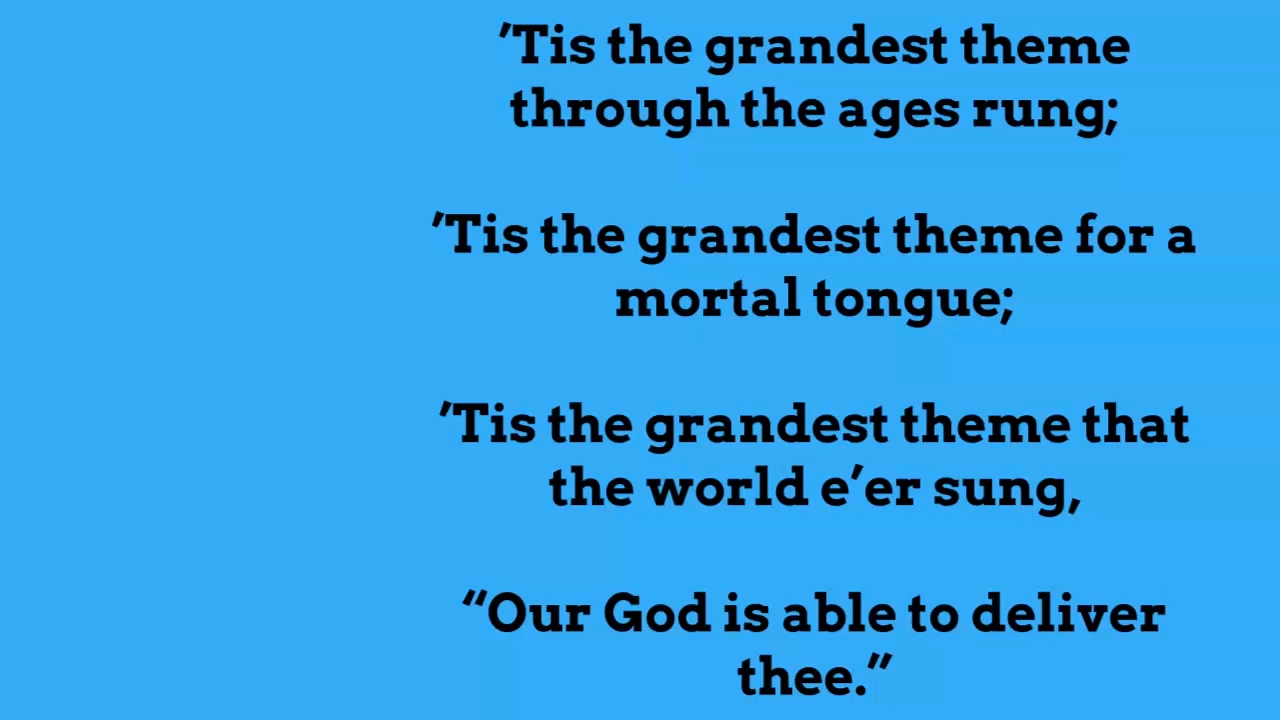 ’Tis the grandest theme
through the ages rung;
’Tis the grandest theme for a
mortal tongue;
’Tis the grandest theme that
the world e’er sung,
“Our God is able to deliver
thee.”